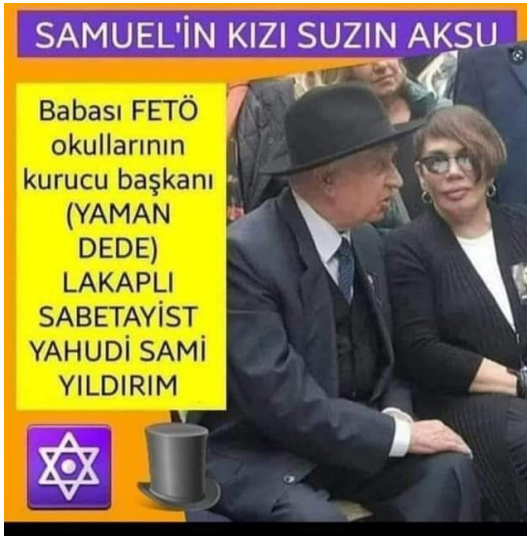 SAMUEL'İN KIZI SUZIN AKSU
Babası FETÖ
okullarının
kurucu başkanı
(YAMAN
DEDE)
LAKAPLI
SABETAYİST
YAHUDİ SAMİ
YILDIRIM